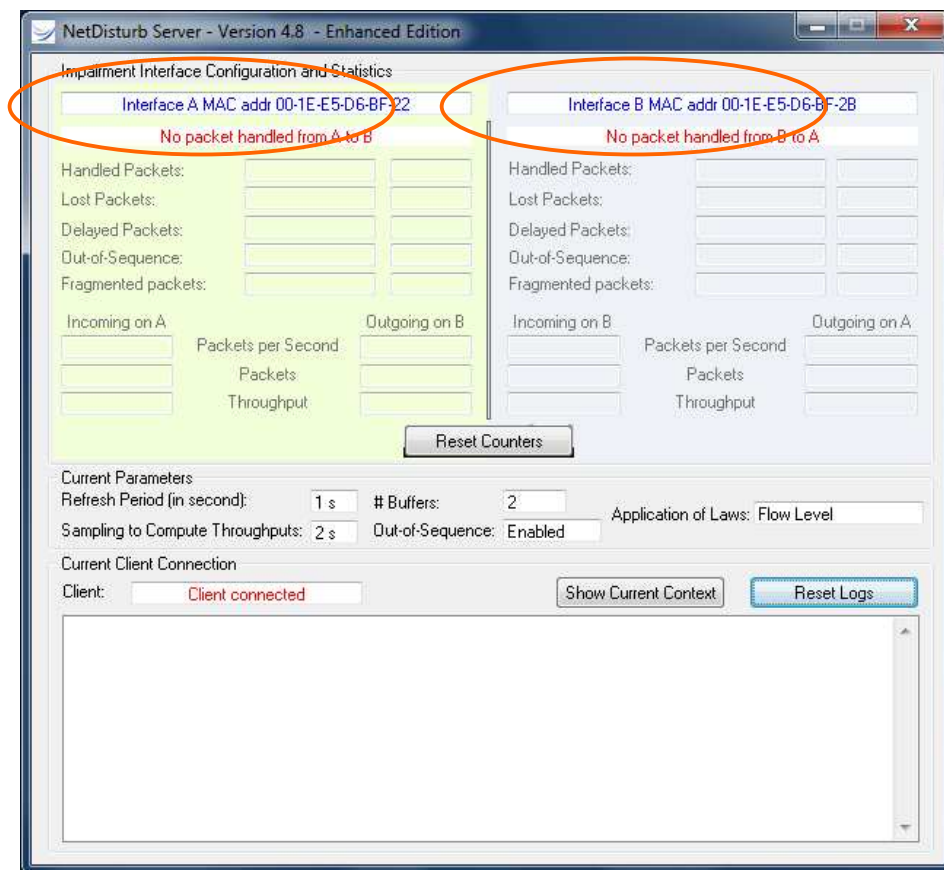 NetDisturb Server - Version 4.8 - Enhanced Edition
Impairment Interface Configuration and Statistics
Interface A MAC addr 00-1E-E5-D6-BF-22
No packet handled from A to B
Handled Packets:
Lost Packets:
Delayed Packets:
Out-of-Sequence:
Fragmented packets:
Incoming on A Outgoing on B
Packets per Second
Packets
Throughput
Interface B MAC addr 00-1E-E5-D6-BF-2B
No packet handled from B to A
Handled Packets:
Lost Packets:
Delayed Packets:
Out-of-Sequence:
Fragmented packets:
Incoming on B Outgoing on A
Packets per Second
Packets
Throughput
Reset Counters
Current Parameters
Refresh Period (in second): 1 s # Buffers: 2
Application of Laws: Flow Level
Sampling to Compute Throughputs: 2 s Out-of-Sequence: Enabled
Current Client Connection
Client: Client connected Show Current Context Reset Logs